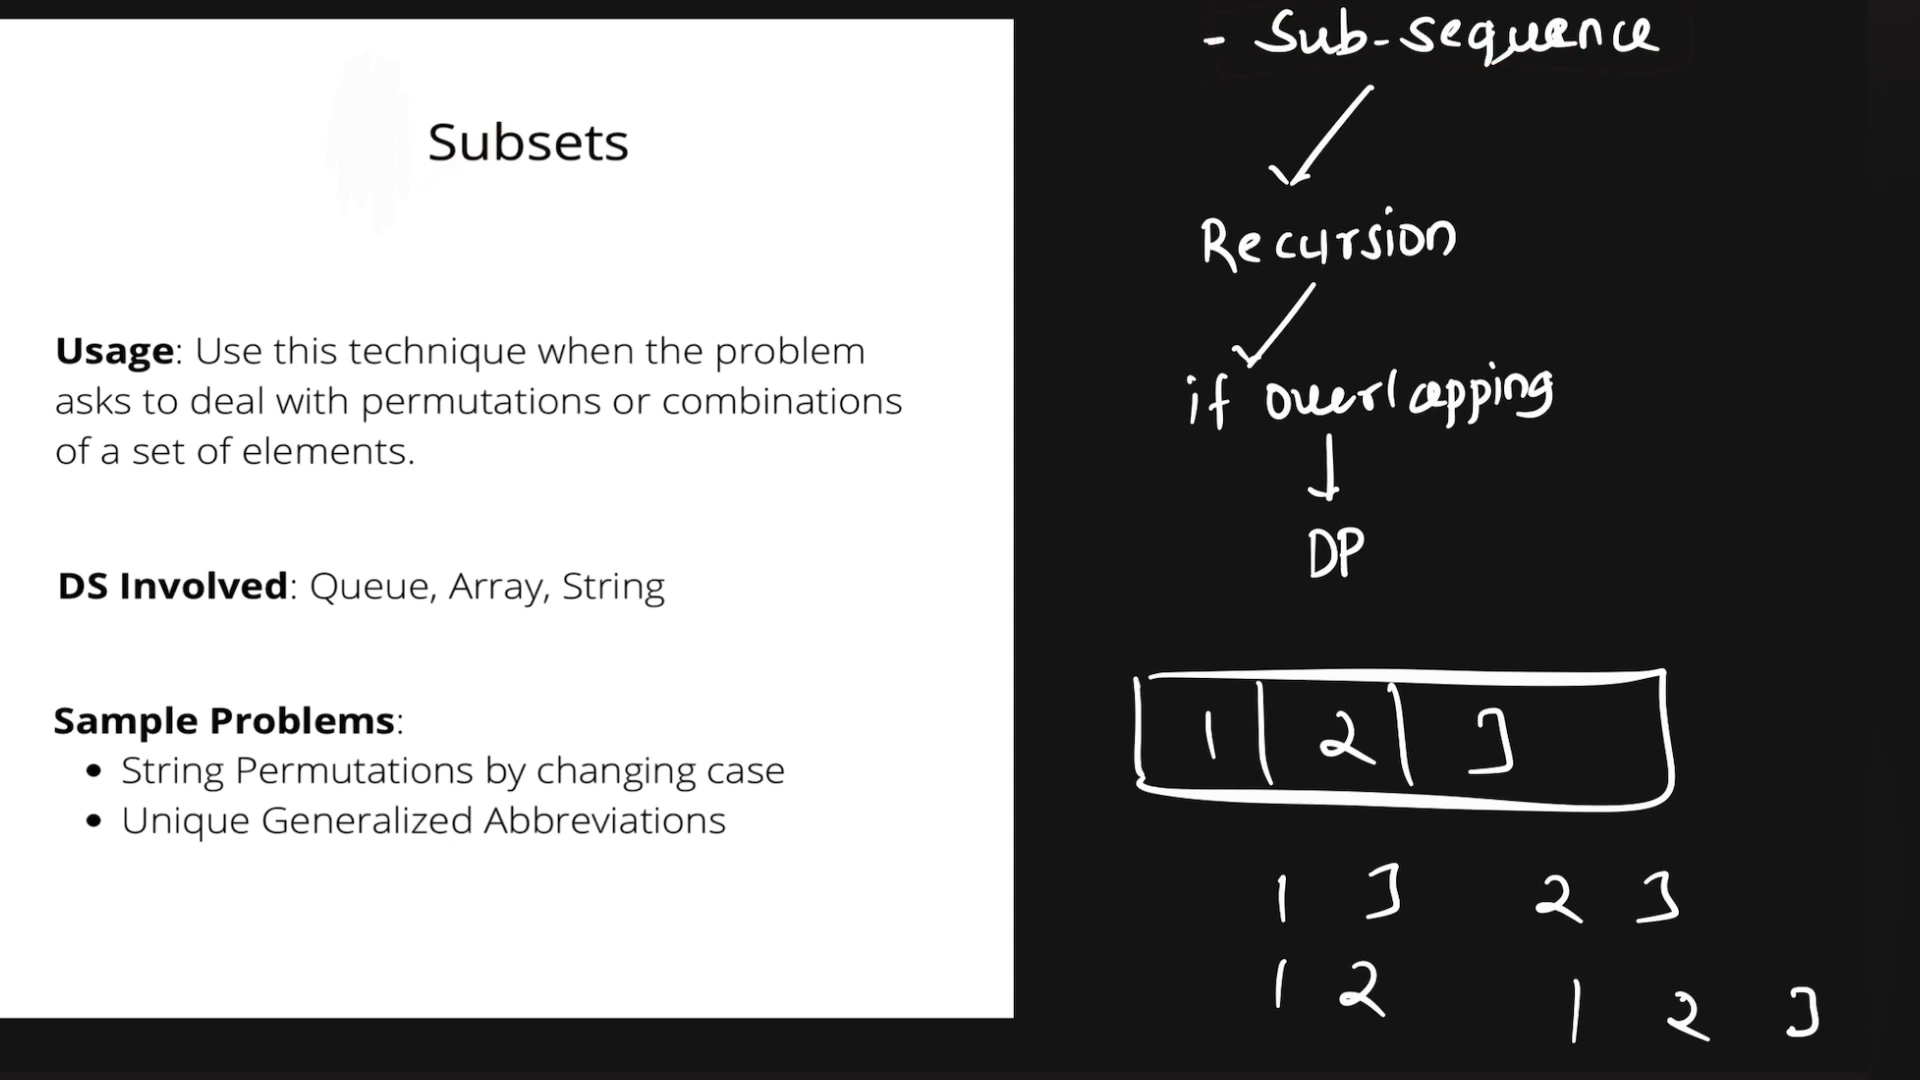 Subsets
Usage: Use this technique when the problem
asks to deal with permutations or combinations
of a set of elements.
DS Involved: Queue, Array, String
Sample Problems:
• String Permutations by changing case
• Unique Generalized Abbreviations
- Sub-sequence
Recursion
if overlapping
DP
1 2 3
1 3 2 3
1 2 1 2 3